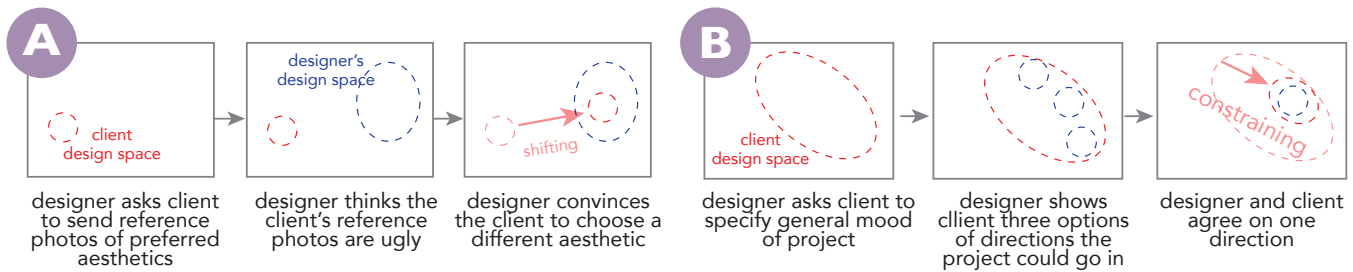 A
client
design space
designer asks client
to send reference
photos of preferred
aesthetics
designer's
design space
designer thinks the
client's reference
photos are ugly
shifting
designer convinces
the client to choose a
different aesthetic
B
client
design space
designer asks client to
specify general mood
of project
designer shows
cllient three options
of directions the
project could go in
constraining
designer and client
agree on one
direction